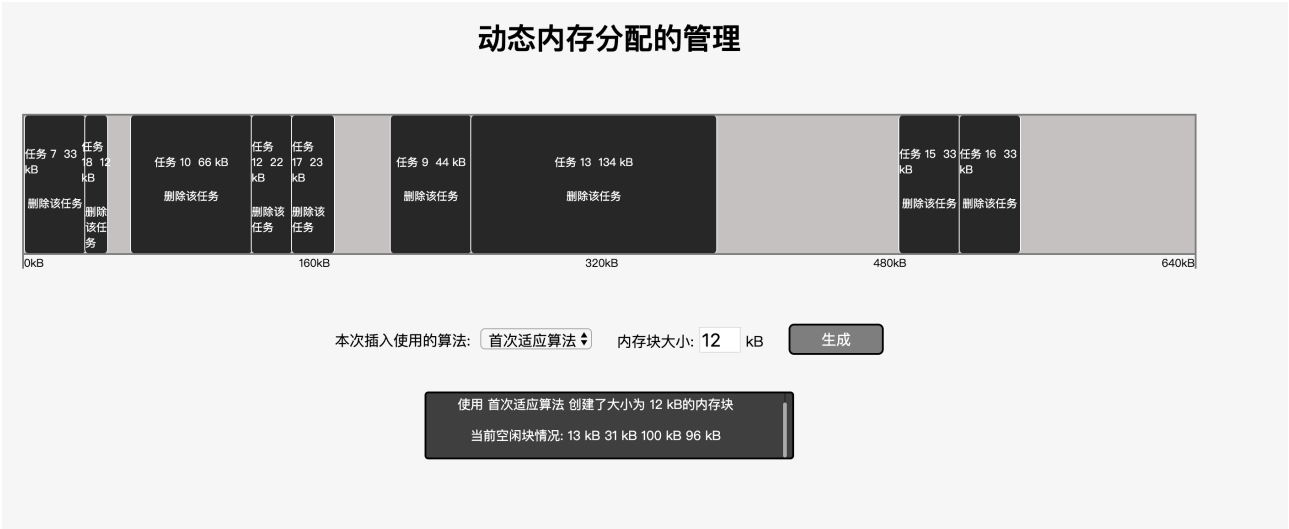 动态内存分配的管理
任务 7 33
kB
删除该任务
任务
18 12
kB
删除
该任
务
任务 10 66 kB
删除该任务
任务
12 22
kB
删除该
任务
任务
17 23
kB
删除该
任务
任务 9 44 kB
删除该任务
任务 13 134 kB
删除该任务
任务 15 33
kB
删除该任务
任务 16 33
kB
删除该任务
0kB
160kB
320kB
480kB
640kB
本次插入使用的算法: 首次适应算法 内存块大小: 12 kB 生成
使用 首次适应算法 创建了大小为 12 kB的内存块
当前空闲块情况: 13 kB 31 kB 100 kB 96 kB